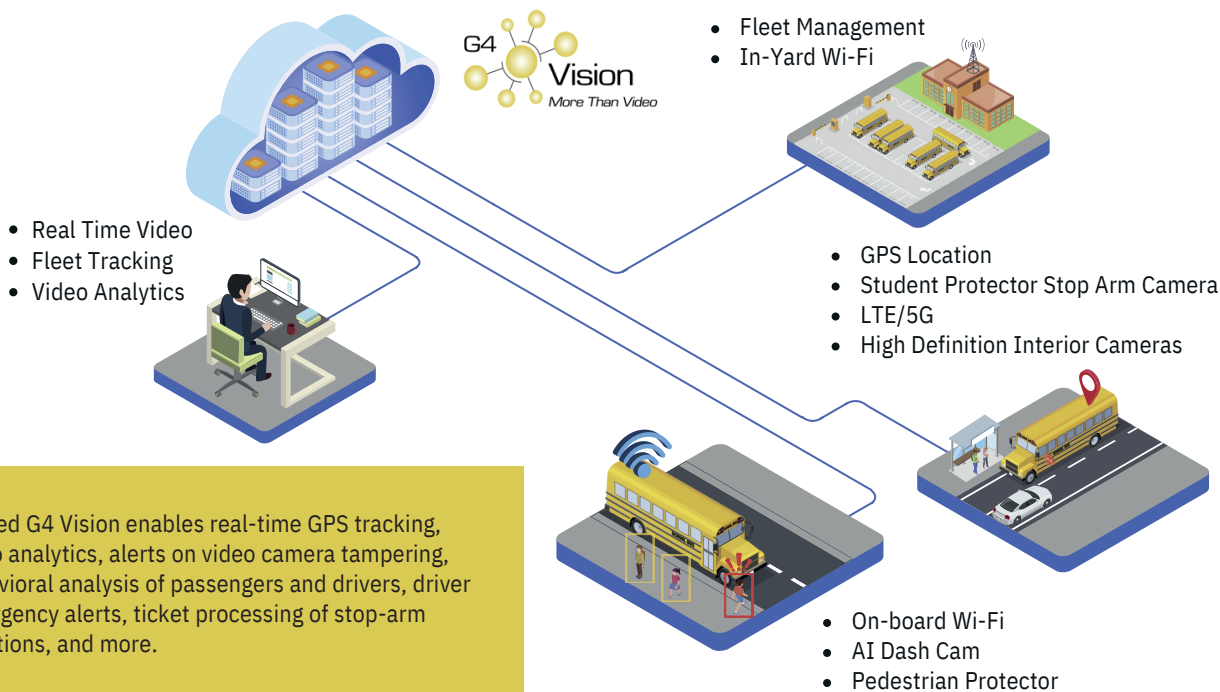 G4
Vision
More Than Video
• Fleet Management
• In-Yard Wi-Fi
• Real Time Video
• Fleet Tracking
• Video Analytics
• GPS Location
• Student Protector Stop Arm Camera
• LTE/5G
• High Definition Interior Cameras
G4 Vision enables real-time GPS tracking,
analytics, alerts on video camera tampering,
analysis of passengers and drivers, driver
alerts, ticket processing of stop-arm
and more.
• On-board Wi-Fi
• AI Dash Cam
• Pedestrian Protector